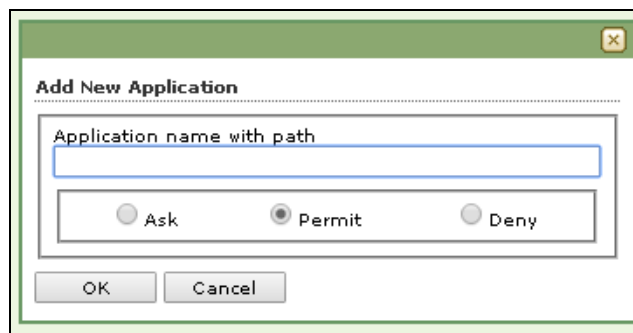 Add New Application
Application name with path
Ask Permit Deny
OK Cancel